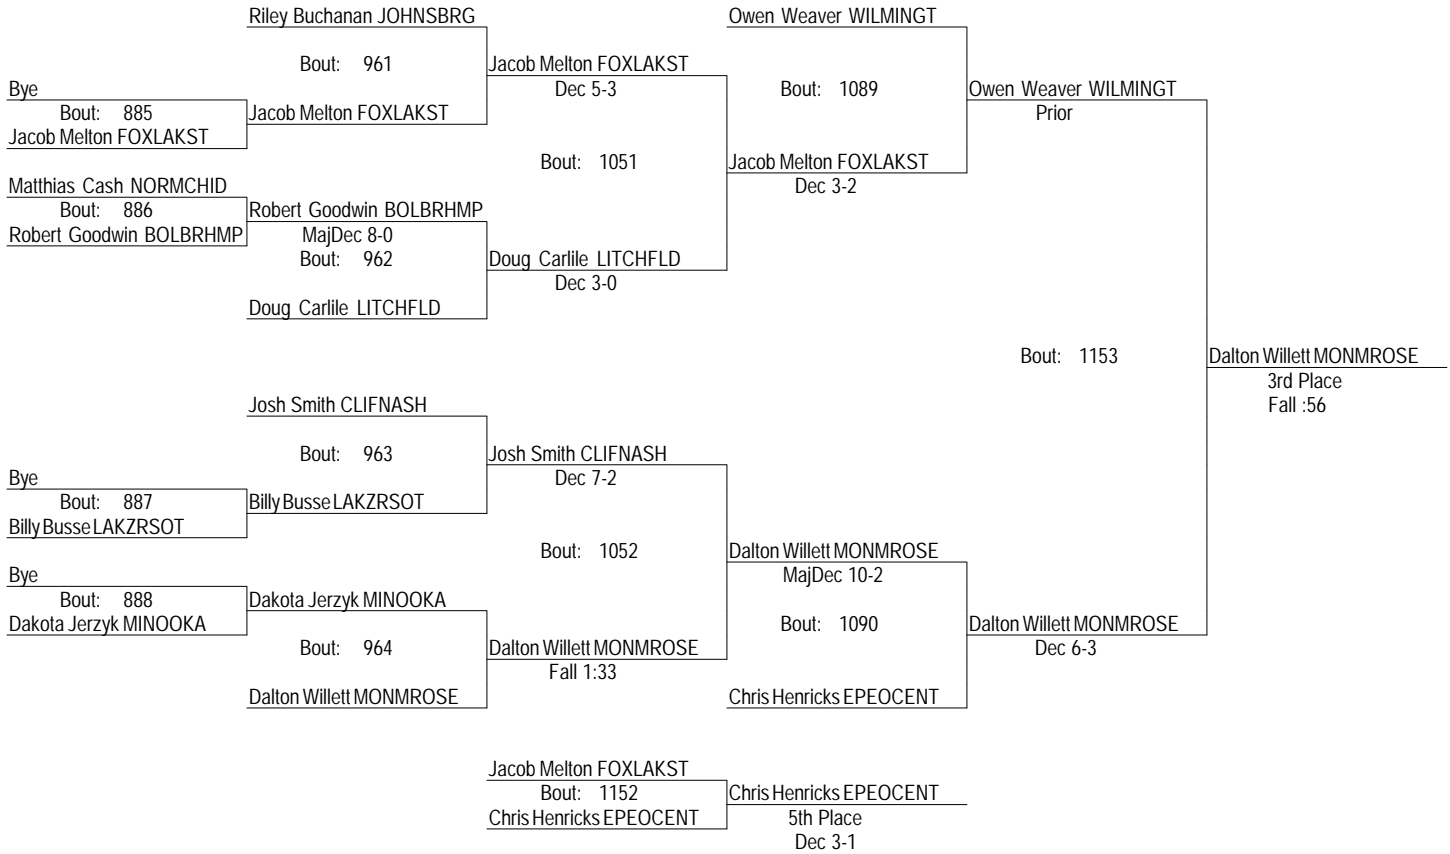 Riley Buchanan JOHNSBRG
Owen Weaver WILMINGT
Bout: 961
Jacob Melton FOXLAKST
Dec 5-3
Bye
Bout: 885
Jacob Melton FOXLAKST
Jacob Melton FOXLAKST
Bout: 1089
Owen Weaver WILMINGT
Prior
Bout: 1051
Jacob Melton FOXLAKST
Dec 3-2
Matthias Cash NORMCHID
Bout: 886
Robert Goodwin BOLBRHMP
Robert Goodwin BOLBRHMP
MajDec 8-0
Bout: 962
Doug Carlile LITCHFLD
Dec 3-0
Doug Carlile LITCHFLD
Bout: 1153
Dalton Willett MONMROSE
3rd Place
Fall :56
Josh Smith CLIFNASH
Bout: 963
Josh Smith CLIFNASH
Dec 7-2
Bye
Bout: 887
Billy Busse LAKZRSOT
Billy Busse LAKZRSOT
Bout: 1052
Dalton Willett MONMROSE
MajDec 10-2
Bye
Bout: 888
Dakota Jerzyk MINOOKA
Dakota Jerzyk MINOOKA
Bout: 1090
Dalton Willett MONMROSE
Dec 6-3
Bout: 964
Dalton Willett MONMROSE
Fall 1:33
Dalton Willett MONMROSE
Chris Henricks EPEOCENT
Jacob Melton FOXLAKST
Bout: 1152
Chris Henricks EPEOCENT
Chris Henricks EPEOCENT
5th Place
Dec 3-1